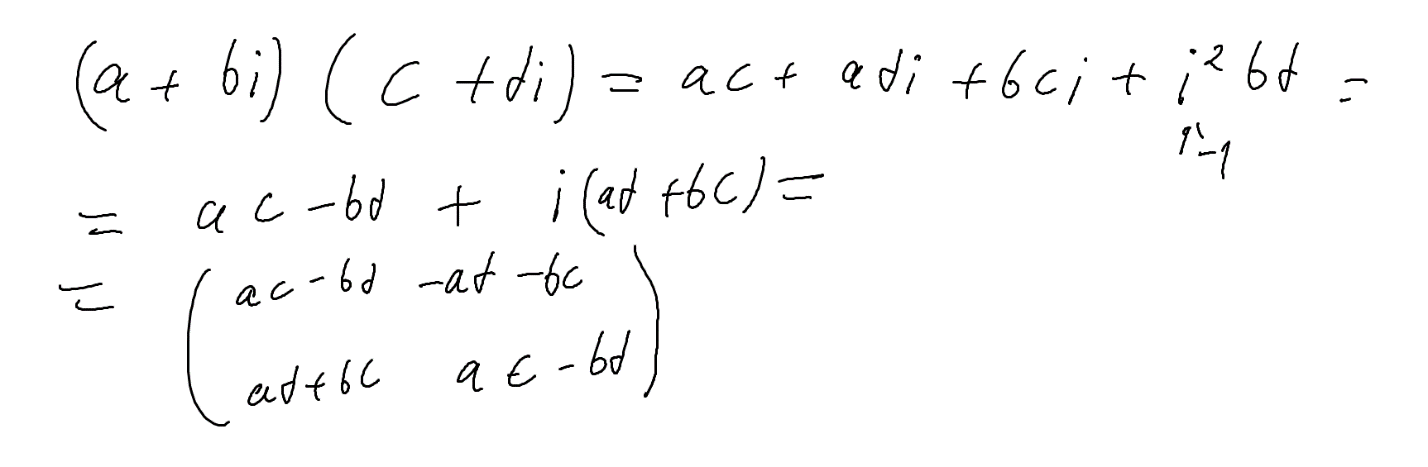 (a + bi) (c + di) = ac + adi + bci + i² bd =
"-1
= ac - bd + i(ad + bc) =
= ( ac - bd -ad - bc
ad + bc ac - bd )